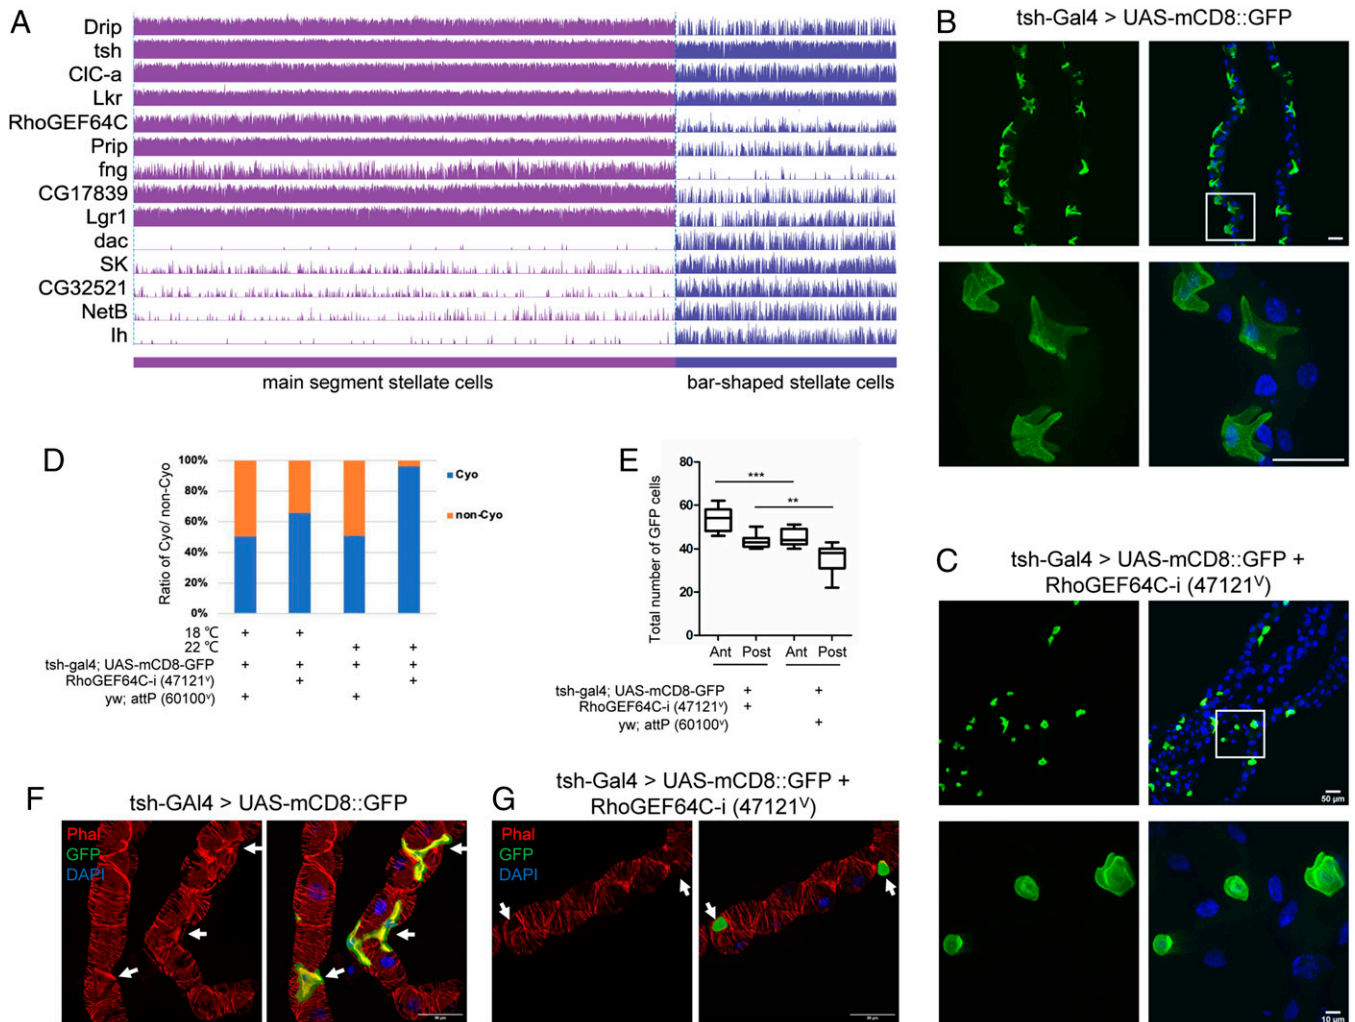 A
Drip
tsh
ClC-a
Lkr
RhoGEF64C
Prip
fng
CG17839
Lgr1
dac
SK
CG32521
NetB
Ih
main segment stellate cells
bar-shaped stellate cells
B
tsh-Gal4 > UAS-mCD8::GFP
C
tsh-Gal4 > UAS-mCD8::GFP +
RhoGEF64C-i (47121V)
50 µm
10 µm
D
Ratio of Cyo/ non-Cyo
100%
80%
60%
40%
20%
0%
Cyo
non-Cyo
18 °C + +
22 °C + +
tsh-gal4; UAS-mCD8-GFP + + + +
RhoGEF64C-i (47121v) + +
yw; attP (60100v) + +
E
Total number of GFP cells
80
60
40
20
0
***
**
Ant Post Ant Post
tsh-gal4; UAS-mCD8-GFP + +
RhoGEF64C-i (47121v) +
yw; attP (60100v) +
F
tsh-GAl4 > UAS-mCD8::GFP
Phal
GFP
DAPI
G
tsh-Gal4 > UAS-mCD8::GFP +
RhoGEF64C-i (47121V)
Phal
GFP
DAPI